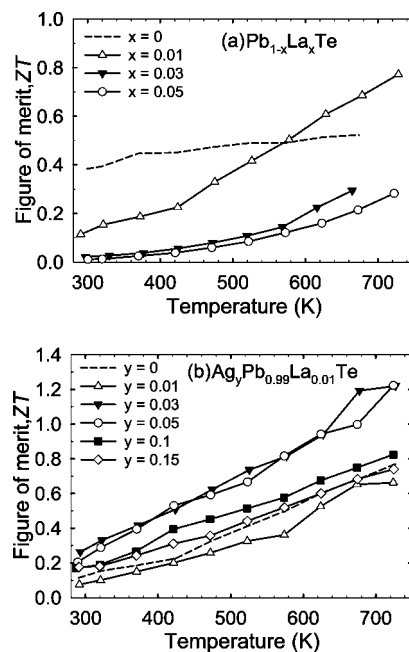 (a)Pb1-xLaxTe
x = 0
x = 0.01
x = 0.03
x = 0.05
Figure of merit,ZT
1.0
0.8
0.6
0.4
0.2
0.0
300 400 500 600 700
Temperature (K)
(b)AgyPb0.99La0.01Te
y = 0
y = 0.01
y = 0.03
y = 0.05
y = 0.1
y = 0.15
Figure of merit,ZT
1.4
1.2
1.0
0.8
0.6
0.4
0.2
0.0
300 400 500 600 700
Temperature (K)